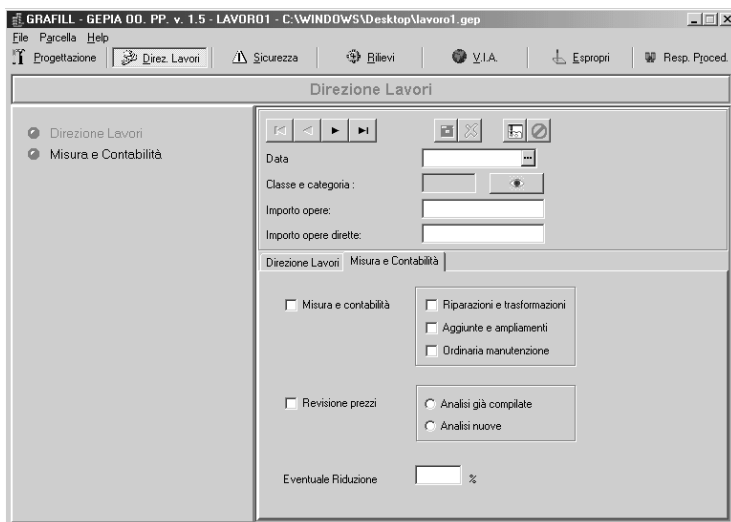 GRAFILL - GEPIA OO. PP. v. 1.5 - LAVORO1 - C:\WINDOWS\Desktop\lavoro1.gep
File Parcella Help
Progettazione Direz. Lavori Sicurezza Rilievi V.I.A. Espropri Resp. Proced.
Direzione Lavori
Direzione Lavori
Misura e Contabilità
Data
Classe e categoria :
Importo opere:
Importo opere dirette:
Direzione Lavori Misura e Contabilità
Misura e contabilità
Riparazioni e trasformazioni
Aggiunte e ampliamenti
Ordinaria manutenzione
Revisione prezzi
Analisi già compilate
Analisi nuove
Eventuale Riduzione %